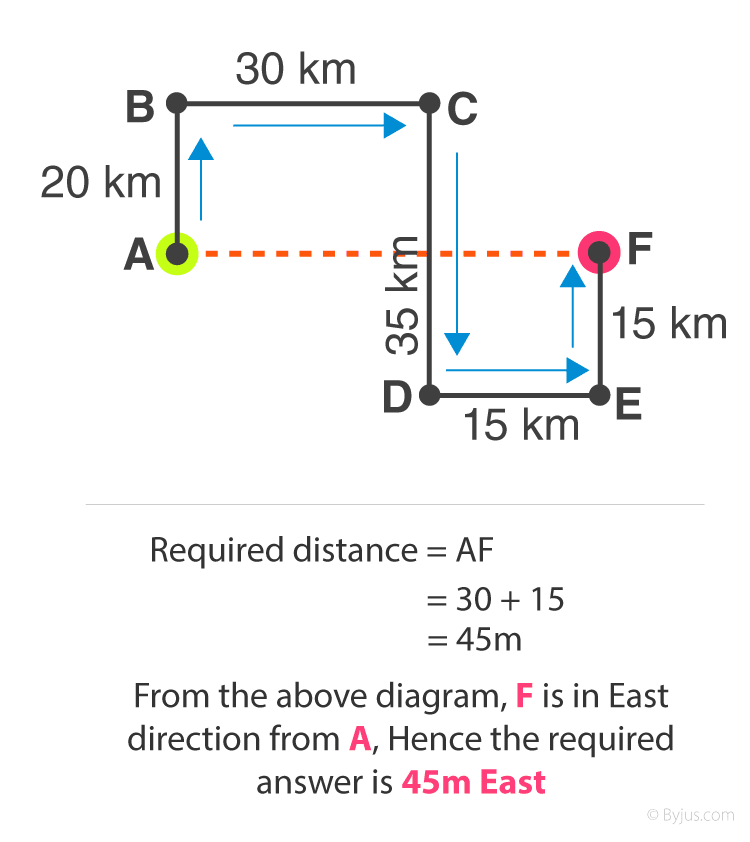 30 km
B
C
20 km
A
F
35 km
15 km
D
E
15 km
Required distance = AF
= 30 + 15
= 45m
From the above diagram, F is in East
direction from A, Hence the required
answer is 45m East
© Byjus.com